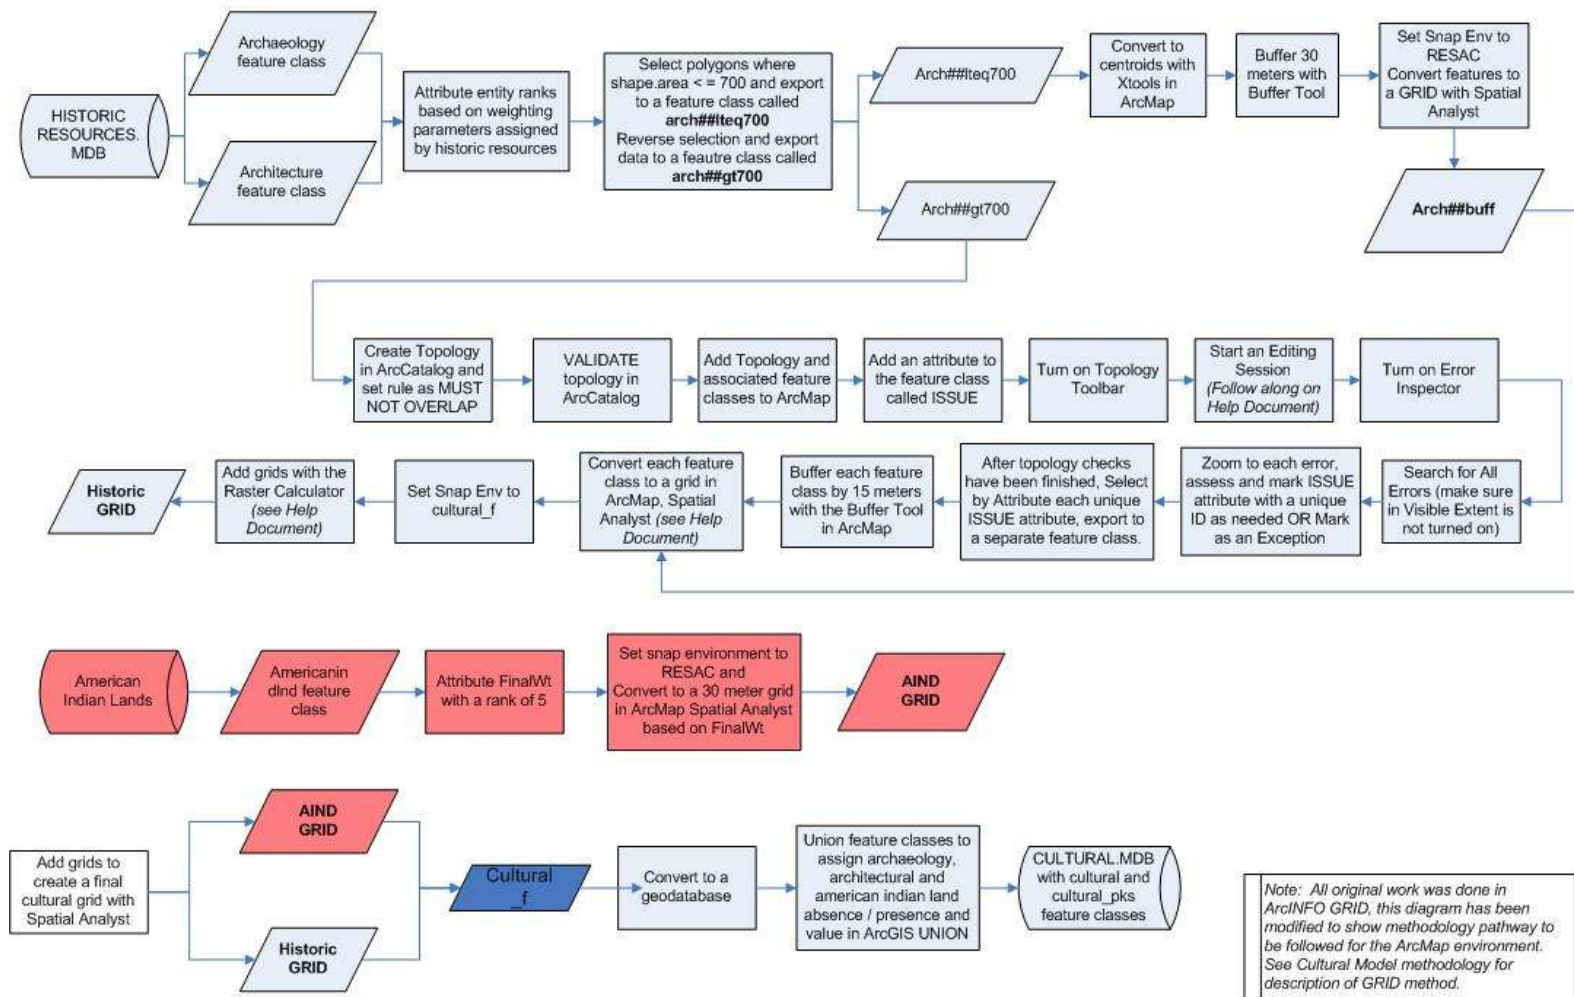 HISTORIC
RESOURCES.
MDB
Archaeology
feature class
Architecture
feature class
Attribute entity ranks
based on weighting
parameters assigned
by historic resources
Select polygons where
shape.area < = 700 and export
to a feature class called
arch##lteq700
Reverse selection and export
data to a feautre class called
arch##gt700
Arch##lteq700
Arch##gt700
Convert to
centroids with
Xtools in
ArcMap
Buffer 30
meters with
Buffer Tool
Set Snap Env to
RESAC
Convert features to
a GRID with Spatial
Analyst
Arch##buff
Create Topology
in ArcCatalog and
set rule as MUST
NOT OVERLAP
VALIDATE
topology in
ArcCatalog
Add Topology and
associated feature
classes to ArcMap
Add an attribute to
the feature class
called ISSUE
Turn on Topology
Toolbar
Start an Editing
Session
(Follow along on
Help Document)
Turn on Error
Inspector
Search for All
Errors (make sure
in Visible Extent is
not turned on)
Zoom to each error,
assess and mark ISSUE
attribute with a unique
ID as needed OR Mark
as an Exception
After topology checks
have been finished, Select
by Attribute each unique
ISSUE attribute, export to
a separate feature class.
Buffer each feature
class by 15 meters
with the Buffer Tool
in ArcMap
Convert each feature
class to a grid in
ArcMap, Spatial
Analyst (see Help
Document)
Set Snap Env to
cultural_f
Add grids with the
Raster Calculator
(see Help
Document)
Historic
GRID
American
Indian Lands
Americanin
dlnd feature
class
Attribute FinalWt
with a rank of 5
Set snap environment to
RESAC and
Convert to a 30 meter grid
in ArcMap Spatial Analyst
based on FinalWt
AIND
GRID
Add grids to
create a final
cultural grid with
Spatial Analyst
AIND
GRID
Historic
GRID
Cultural
_f
Convert to a
geodatabase
Union feature classes to
assign archaeology,
architectural and
american indian land
absence / presence and
value in ArcGIS UNION
CULTURAL.MDB
with cultural and
cultural_pks
feature classes
Note: All original work was done in
ArcINFO GRID, this diagram has been
modified to show methodology pathway to
be followed for the ArcMap environment.
See Cultural Model methodology for
description of GRID method.